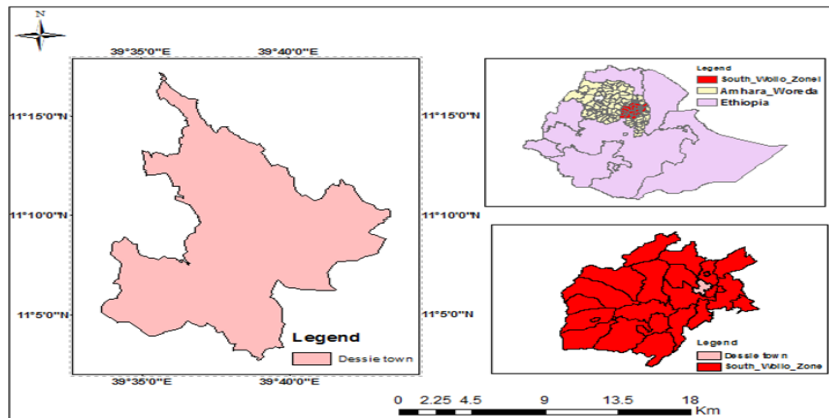 N
39°35'0"E 39°40'0"E
11°15'0"N
11°10'0"N
11°5'0"N
Legend
Dessie town
39°35'0"E 39°40'0"E
Legend
South_Wollo_Zonel
Amhara_Woreda
Ethiopia
11°15'0"N
11°10'0"N
11°5'0"N
Legend
Dessie town
South_Wollo_Zone
0 2.25 4.5 9 13.5 18
Km